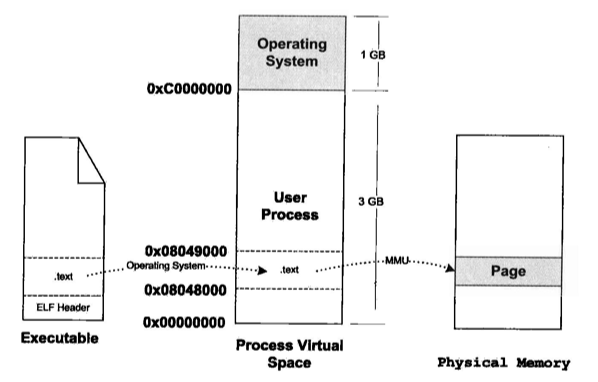 Operating
System
1 GB
0xC0000000
User
Process
3 GB
0x08049000
.text
Operating System
.text
MMU
Page
0x08048000
ELF Header
0x00000000
Executable
Process Virtual
Space
Physical Memory